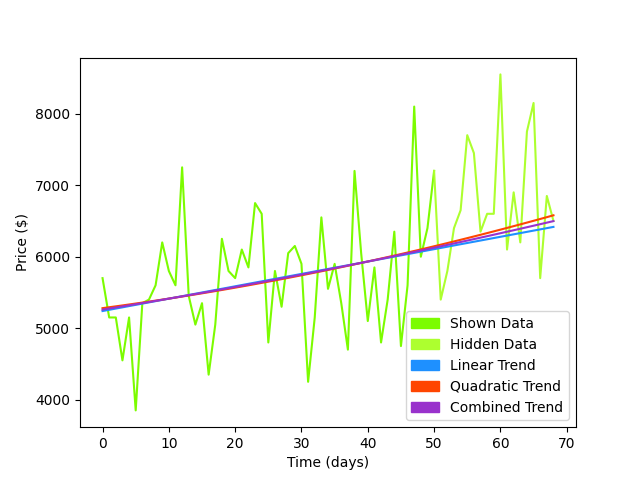 8000
7000
6000
5000
4000
Price ($)
0
10
20
30
40
50
60
70
Time (days)
Shown Data
Hidden Data
Linear Trend
Quadratic Trend
Combined Trend